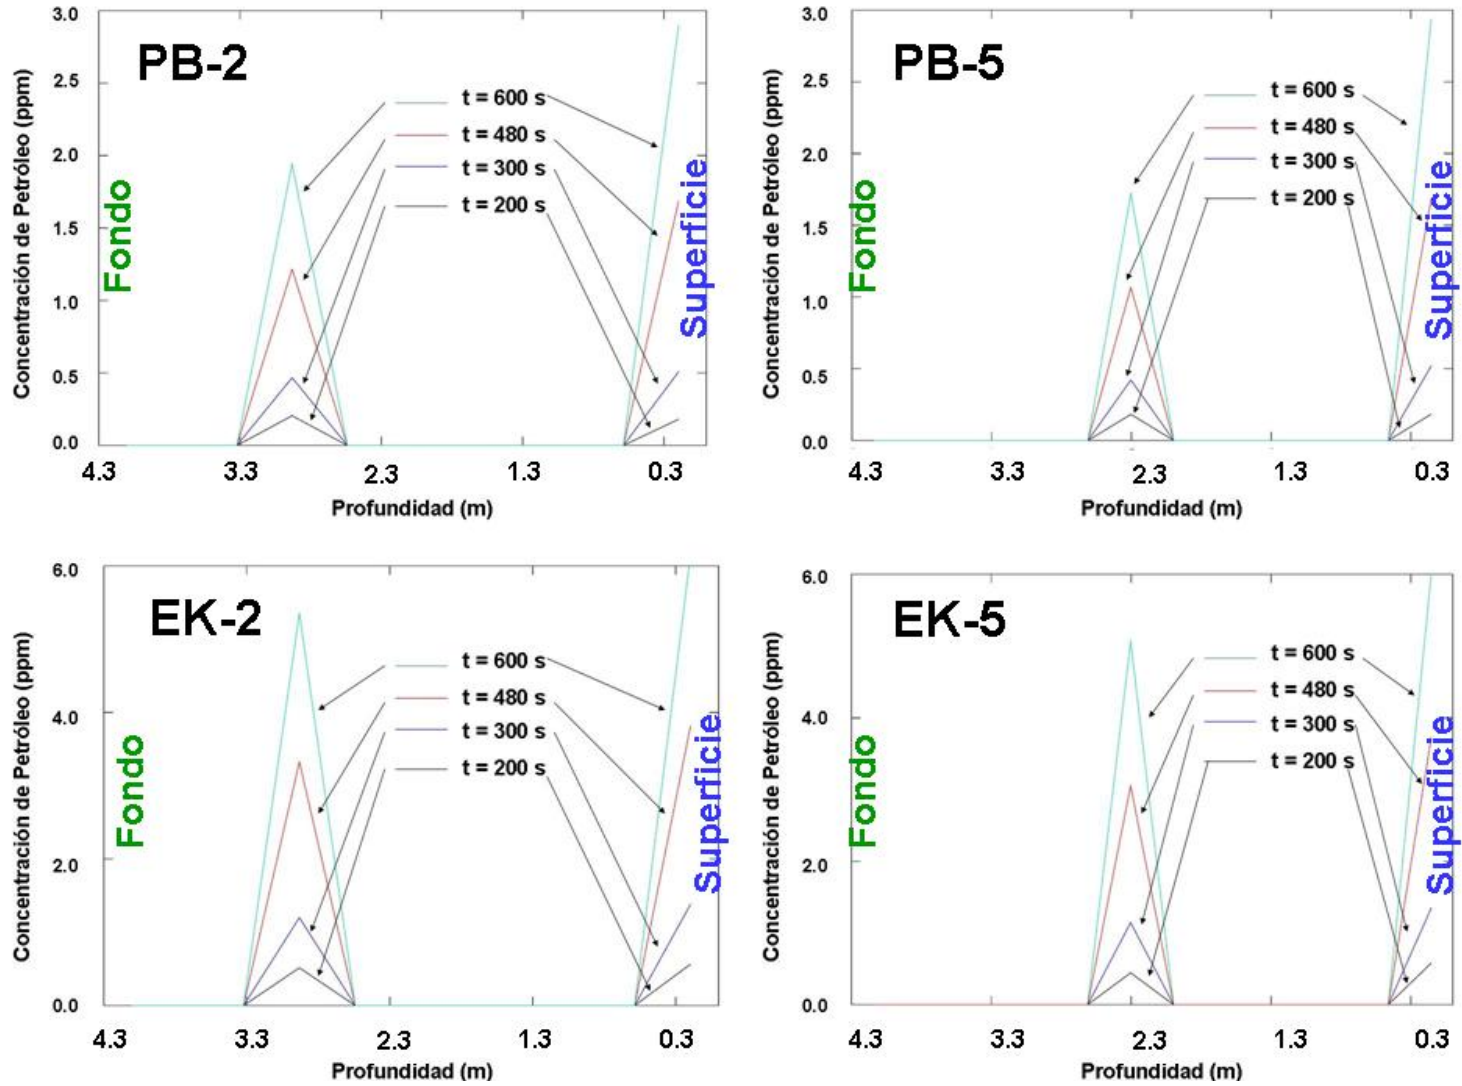 PB-2
Concentración de Petróleo (ppm)
3.0
2.5
2.0
1.5
1.0
0.5
0.0
Fondo
t = 600 s
t = 480 s
t = 300 s
t = 200 s
Superficie
4.3 3.3 2.3 1.3 0.3
Profundidad (m)
PB-5
Concentración de Petróleo (ppm)
3.0
2.5
2.0
1.5
1.0
0.5
0.0
Fondo
t = 600 s
t = 480 s
t = 300 s
t = 200 s
Superficie
4.3 3.3 2.3 1.3 0.3
Profundidad (m)
EK-2
Concentración de Petróleo (ppm)
6.0
4.0
2.0
0.0
Fondo
t = 600 s
t = 480 s
t = 300 s
t = 200 s
Superficie
4.3 3.3 2.3 1.3 0.3
Profundidad (m)
EK-5
Concentración de Petróleo (ppm)
6.0
4.0
2.0
0.0
Fondo
t = 600 s
t = 480 s
t = 300 s
t = 200 s
Superficie
4.3 3.3 2.3 1.3 0.3
Profundidad (m)